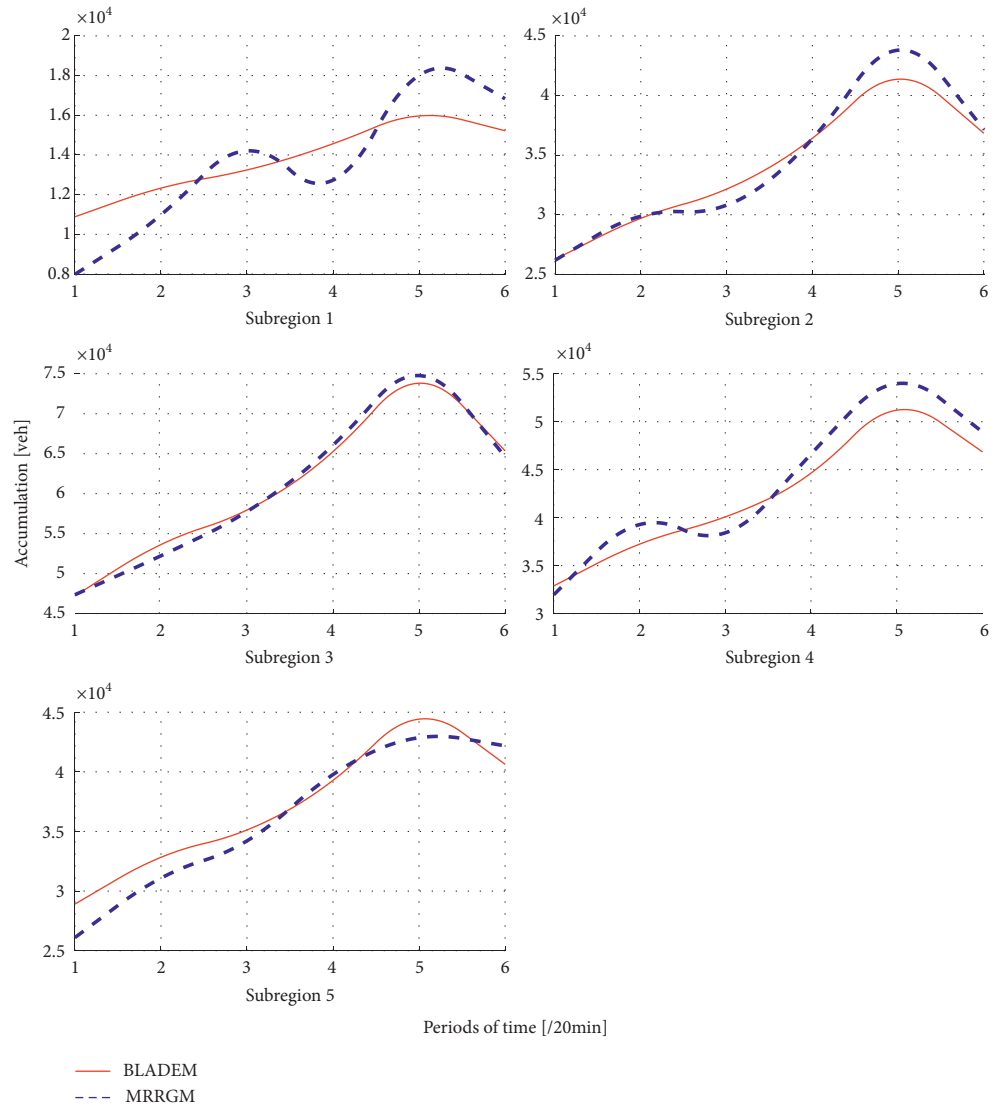 ×10⁴
2
1.8
1.6
1.4
1.2
1
0.8
1 2 3 4 5 6
Subregion 1
×10⁴
4.5
4
3.5
3
2.5
1 2 3 4 5 6
Subregion 2
Accumulation [veh]
×10⁴
7.5
7
6.5
6
5.5
5
4.5
1 2 3 4 5 6
Subregion 3
×10⁴
5.5
5
4.5
4
3.5
3
1 2 3 4 5 6
Subregion 4
×10⁴
4.5
4
3.5
3
2.5
1 2 3 4 5 6
Subregion 5
Periods of time [/20min]
BLADEM
MRRGM